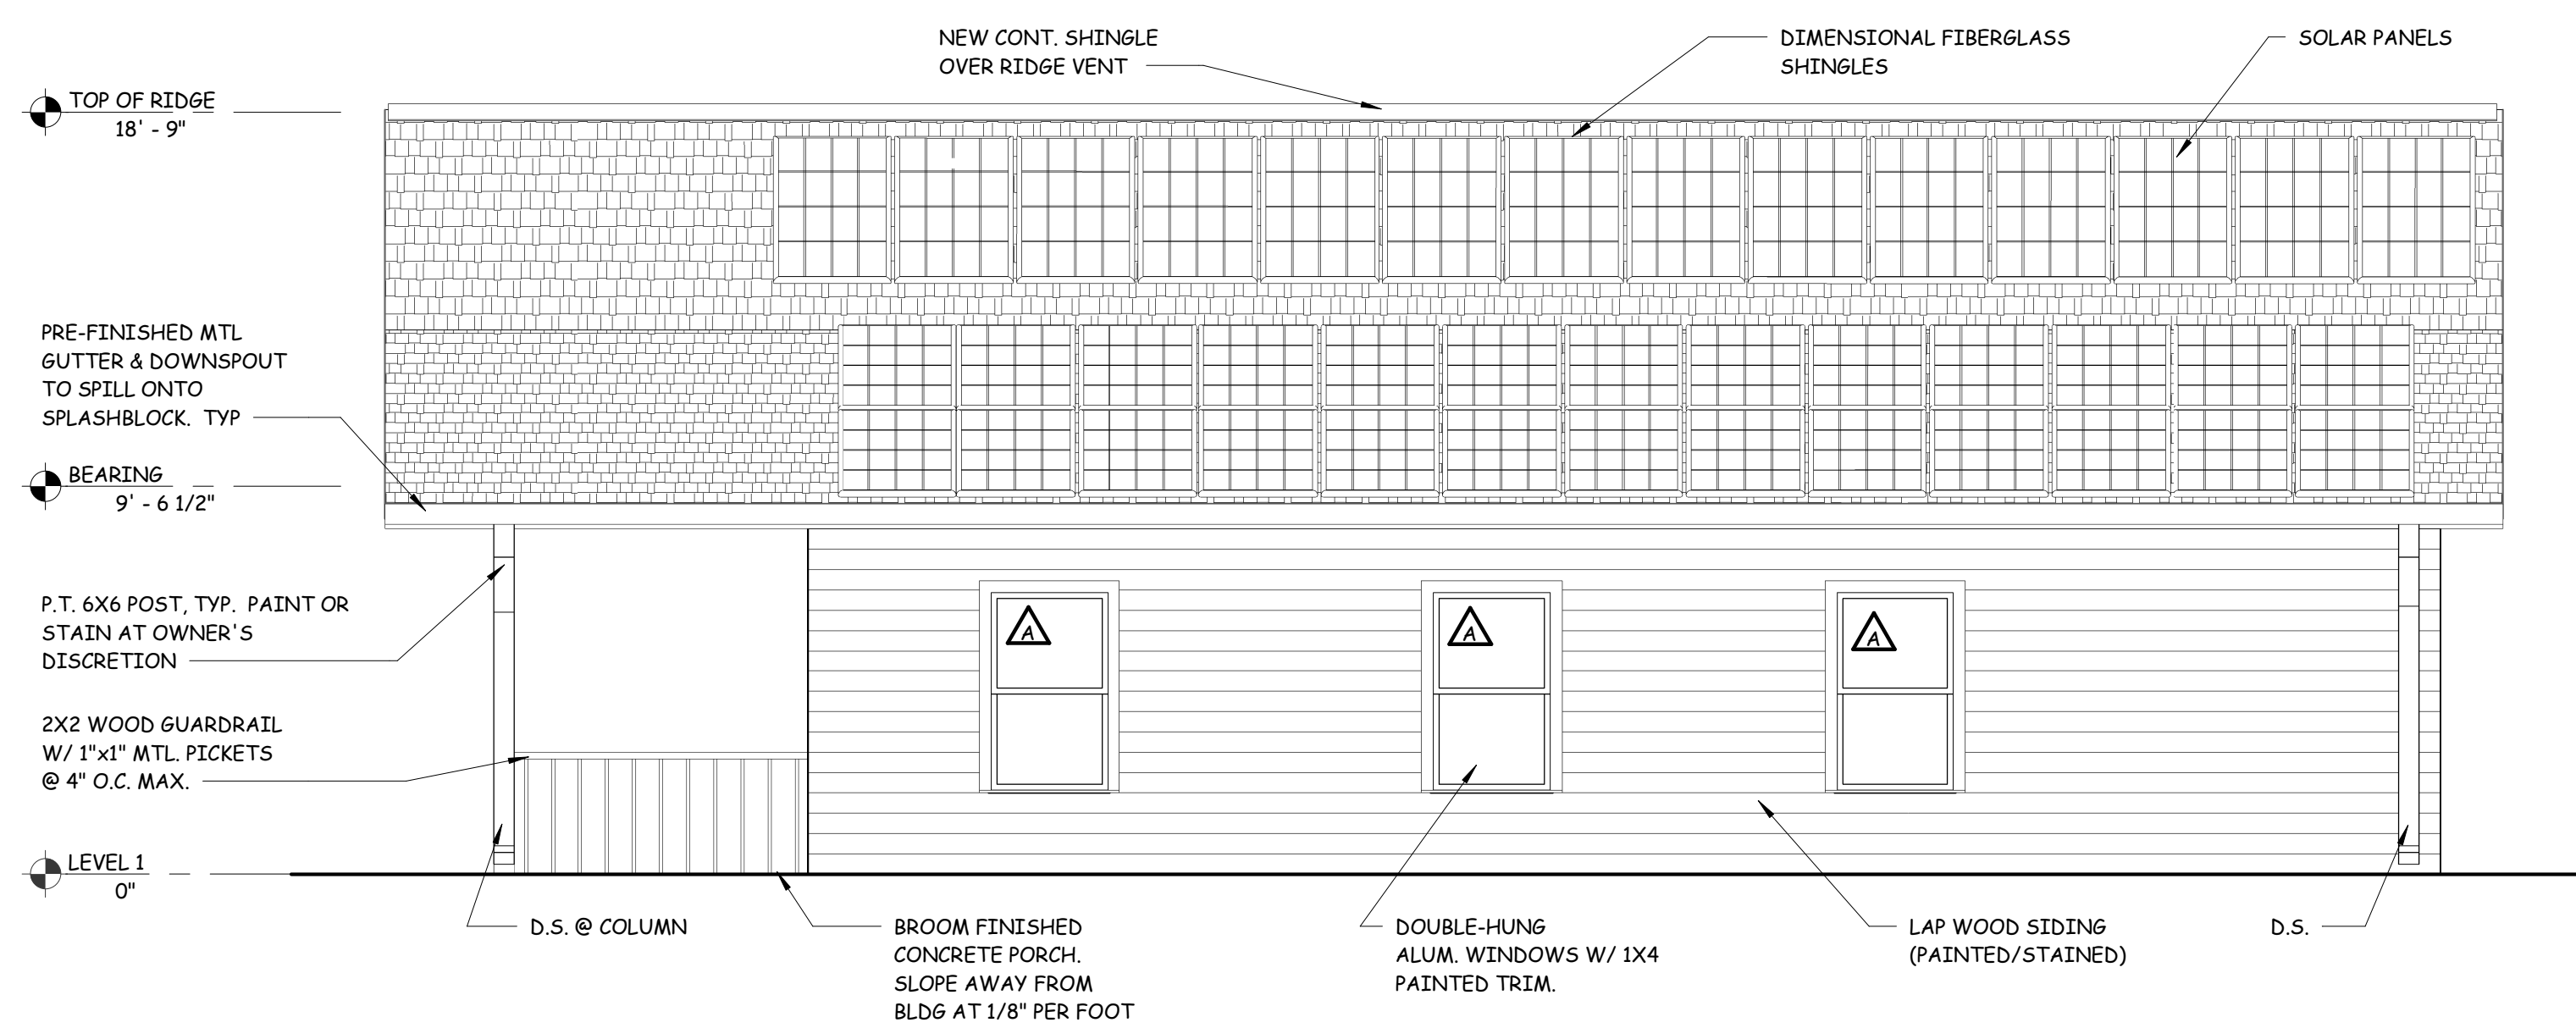 NEW CONT. SHINGLE
OVER RIDGE VENT
DIMENSIONAL FIBERGLASS
SHINGLES
SOLAR PANELS
TOP OF RIDGE
18' - 9"
PRE-FINISHED MTL
GUTTER & DOWNSPOUT
TO SPILL ONTO
SPLASHBLOCK.  TYP
BEARING
9' - 6 1/2"
P.T. 6X6 POST, TYP.  PAINT OR
STAIN AT OWNER'S
DISCRETION
A
A
A
2X2 WOOD GUARDRAIL
W/ 1"x1" MTL. PICKETS
@ 4" O.C. MAX.
LEVEL 1
0"
D.S. @ COLUMN
BROOM FINISHED
CONCRETE PORCH.
SLOPE AWAY FROM
BLDG AT 1/8" PER FOOT
DOUBLE-HUNG
ALUM. WINDOWS W/ 1X4
PAINTED TRIM.
LAP WOOD SIDING
(PAINTED/STAINED)
D.S.